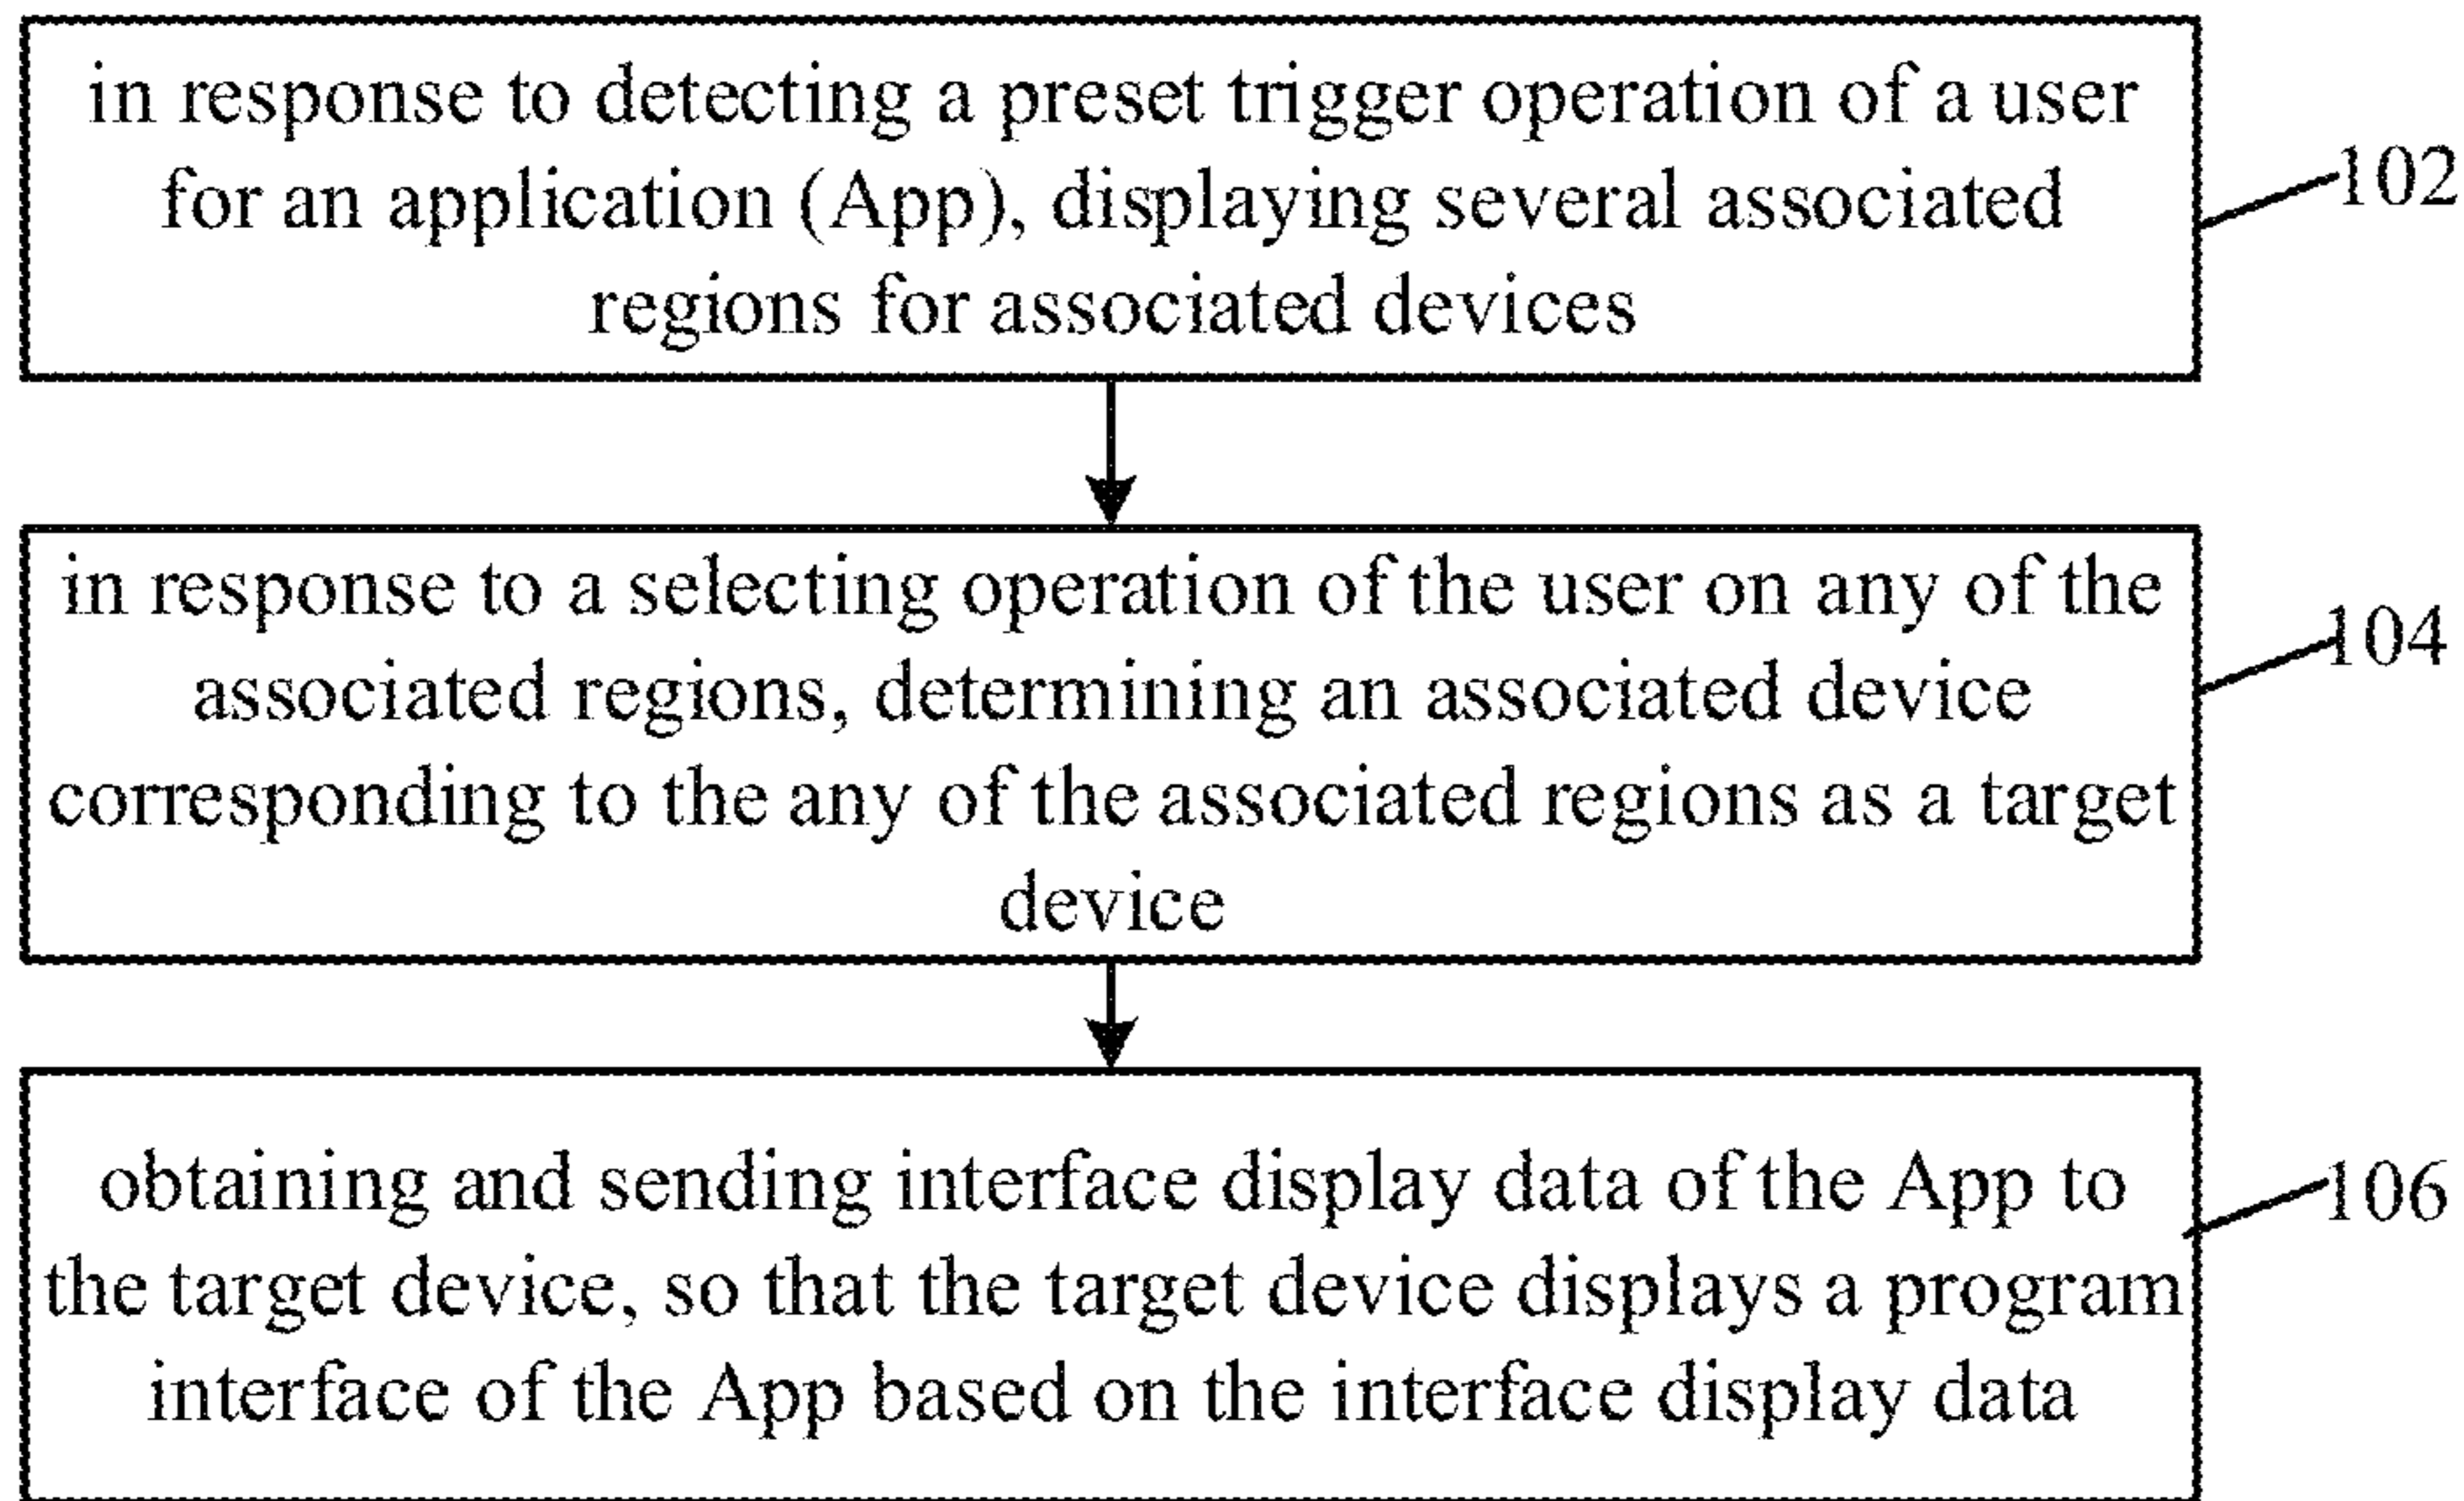 in response to detecting a preset trigger operation of a user
for an application (App), displaying several associated
regions for associated devices
102
in response to a selecting operation of the user on any of the
associated regions, determining an associated device
corresponding to the any of the associated regions as a target
device
104
obtaining and sending interface display data of the App to
the target device, so that the target device displays a program
interface of the App based on the interface display data
106